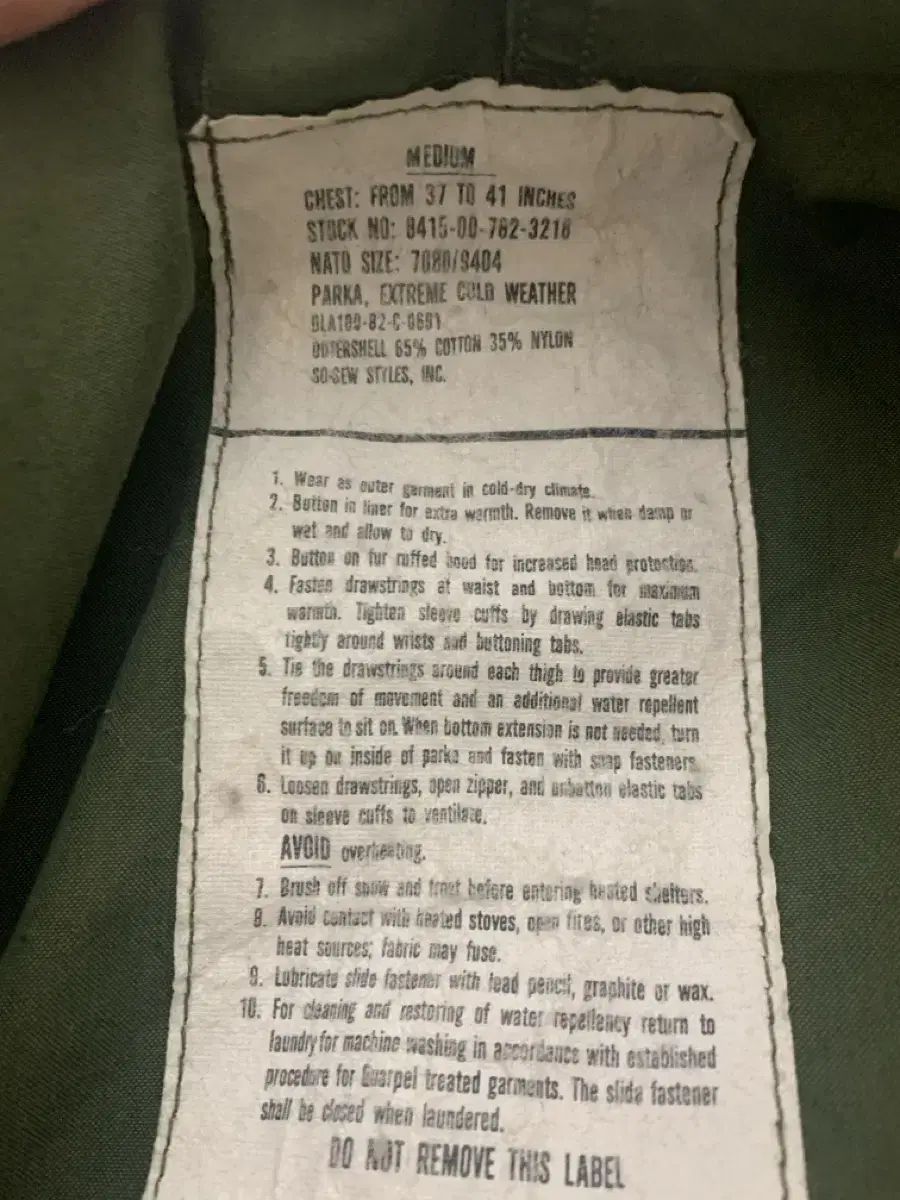 MEDIUM
CHEST: FROM 37 TO 41 INCHES
STOCK NO: 8415-00-782-3218
NATO SIZE: 7080/9404
PARKA, EXTREME COLD WEATHER
DLA100-82-C-0691
OUTERSHELL 65% COTTON 35% NYLON
SO-SEW STYLES, INC.
1. Wear as outer garment in cold-dry climate.
2. Button in liner for extra warmth. Remove it when damp or
wet and allow to dry.
3. Button on fur ruffed hood for increased head protection.
4. Fasten drawstrings at waist and bottom for maximum
warmth. Tighten sleeve cuffs by drawing elastic tabs
tightly around wrists and buttoning tabs.
5. Tie the drawstrings around each thigh to provide greater
freedom of movement and an additional water repellent
surface to sit on. When bottom extension is not needed, turn
it up on inside of parka and fasten with snap fasteners.
6. Loosen drawstrings, open zipper, and unbutton elastic tabs
on sleeve cuffs to ventilate.
AVOID overheating.
7. Brush off snow and frost before entering heated shelters.
8. Avoid contact with heated stoves, open fires, or other high
heat sources; fabric may fuse.
9. Lubricate slide fastener with lead pencil, graphite or wax.
10. For cleaning and restoring of water repellency return to
laundry for machine washing in accordance with established
procedure for Quarpel treated garments. The slide fastener
shall be closed when laundered.
DO NOT REMOVE THIS LABEL